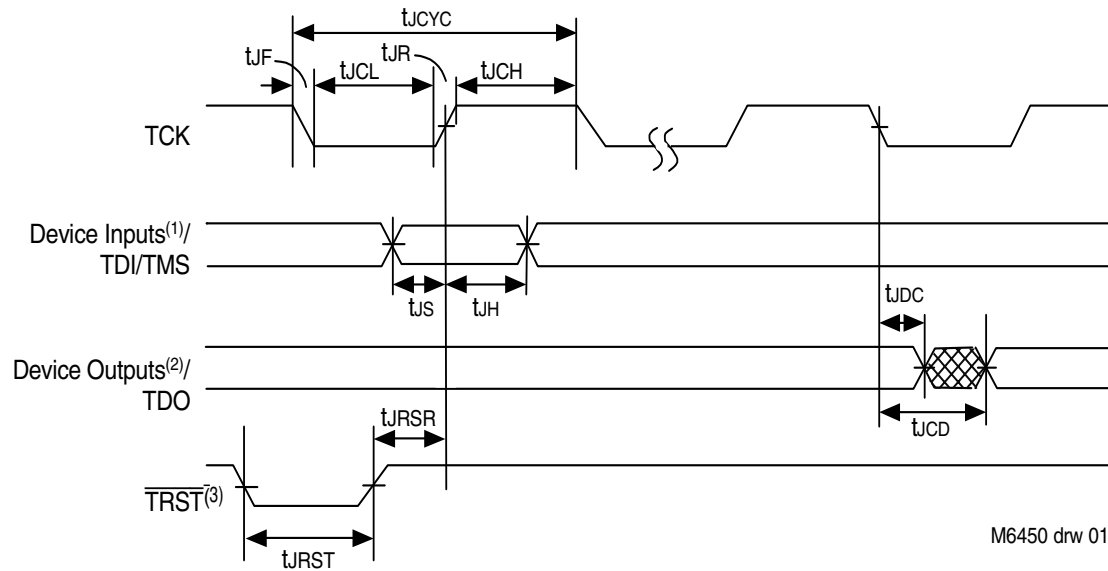 tJCYC
tJF
tJCL
tJR
tJCH
TCK
Device Inputs(1)/
TDI/TMS
tJS
tJH
tJDC
Device Outputs(2)/
TDO
tJRSR
tJCD
TRST(3)
tJRST
M6450 drw 01